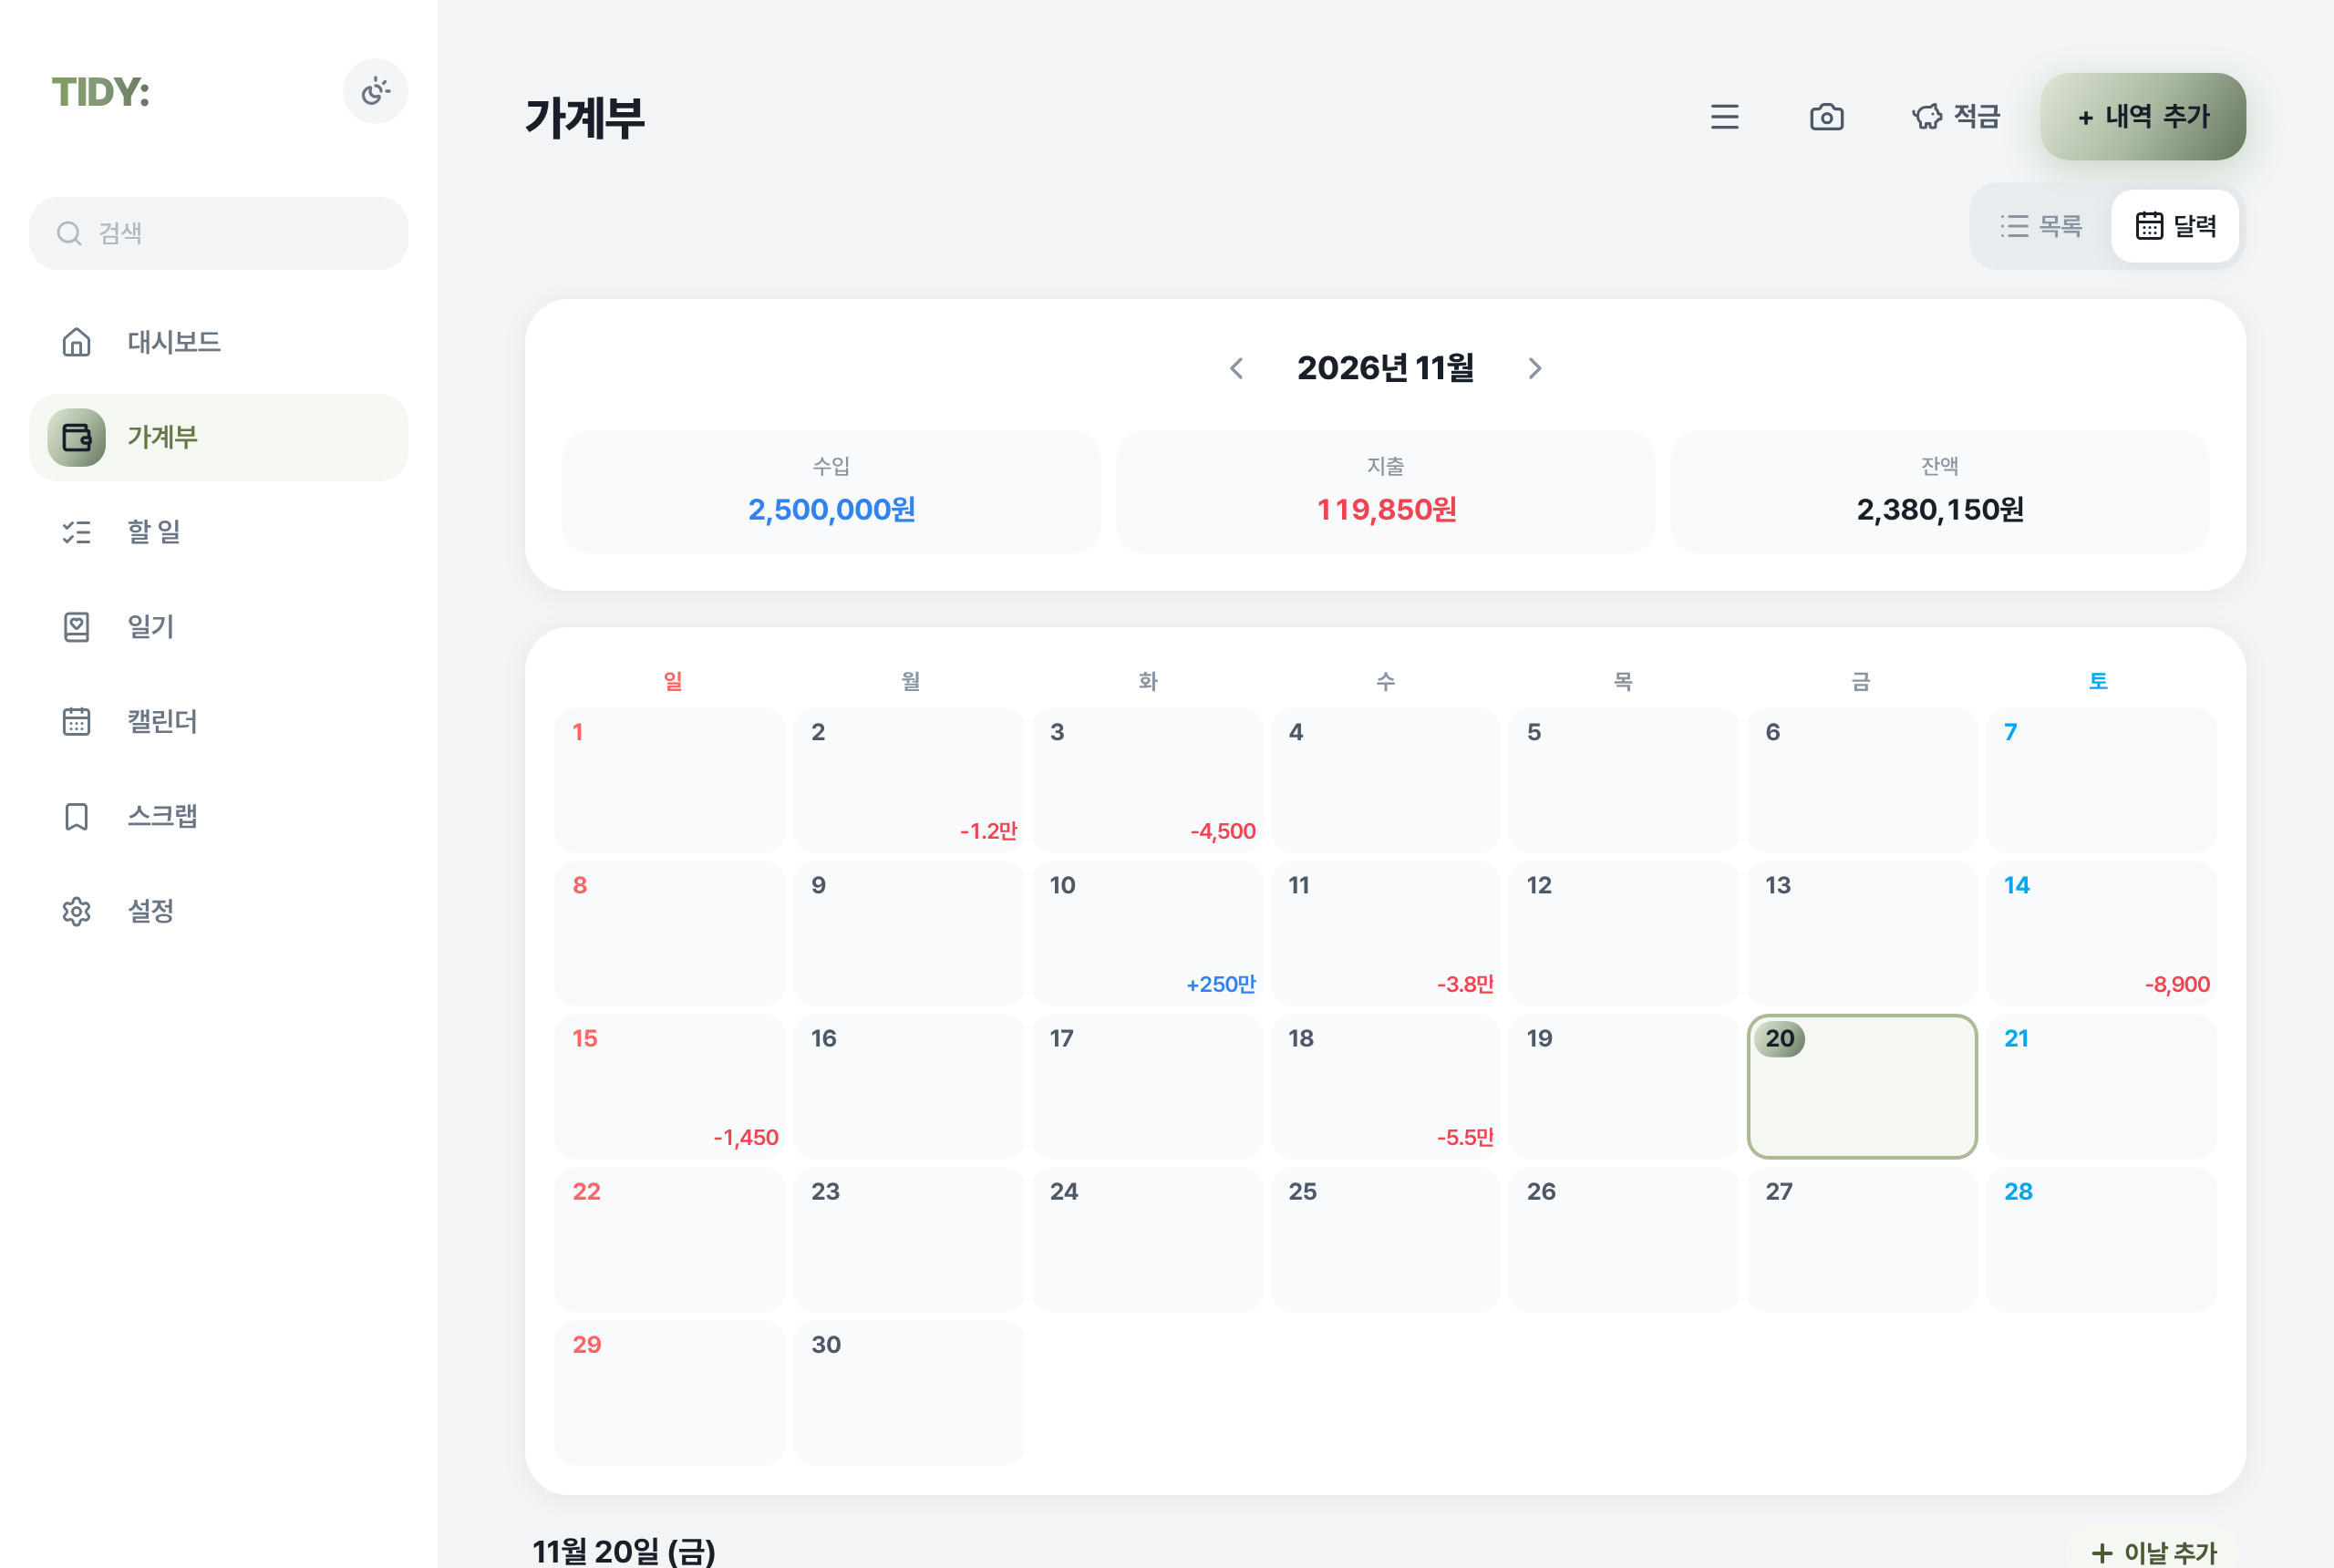 TIDY:
검색
대시보드
가계부
할 일
일기
캘린더
스크랩
설정
가계부
적금
+ 내역 추가
목록
달력
2026년 11월
수입
2,500,000원
지출
119,850원
잔액
2,380,150원
일 월 화 수 목 금 토
1 2 3 4 5 6 7
-1.2만 -4,500
8 9 10 11 12 13 14
+250만 -3.8만 -8,900
15 16 17 18 19 20 21
-1,450 -5.5만
22 23 24 25 26 27 28
29 30
11월 20일 (금)
+ 이날 추가